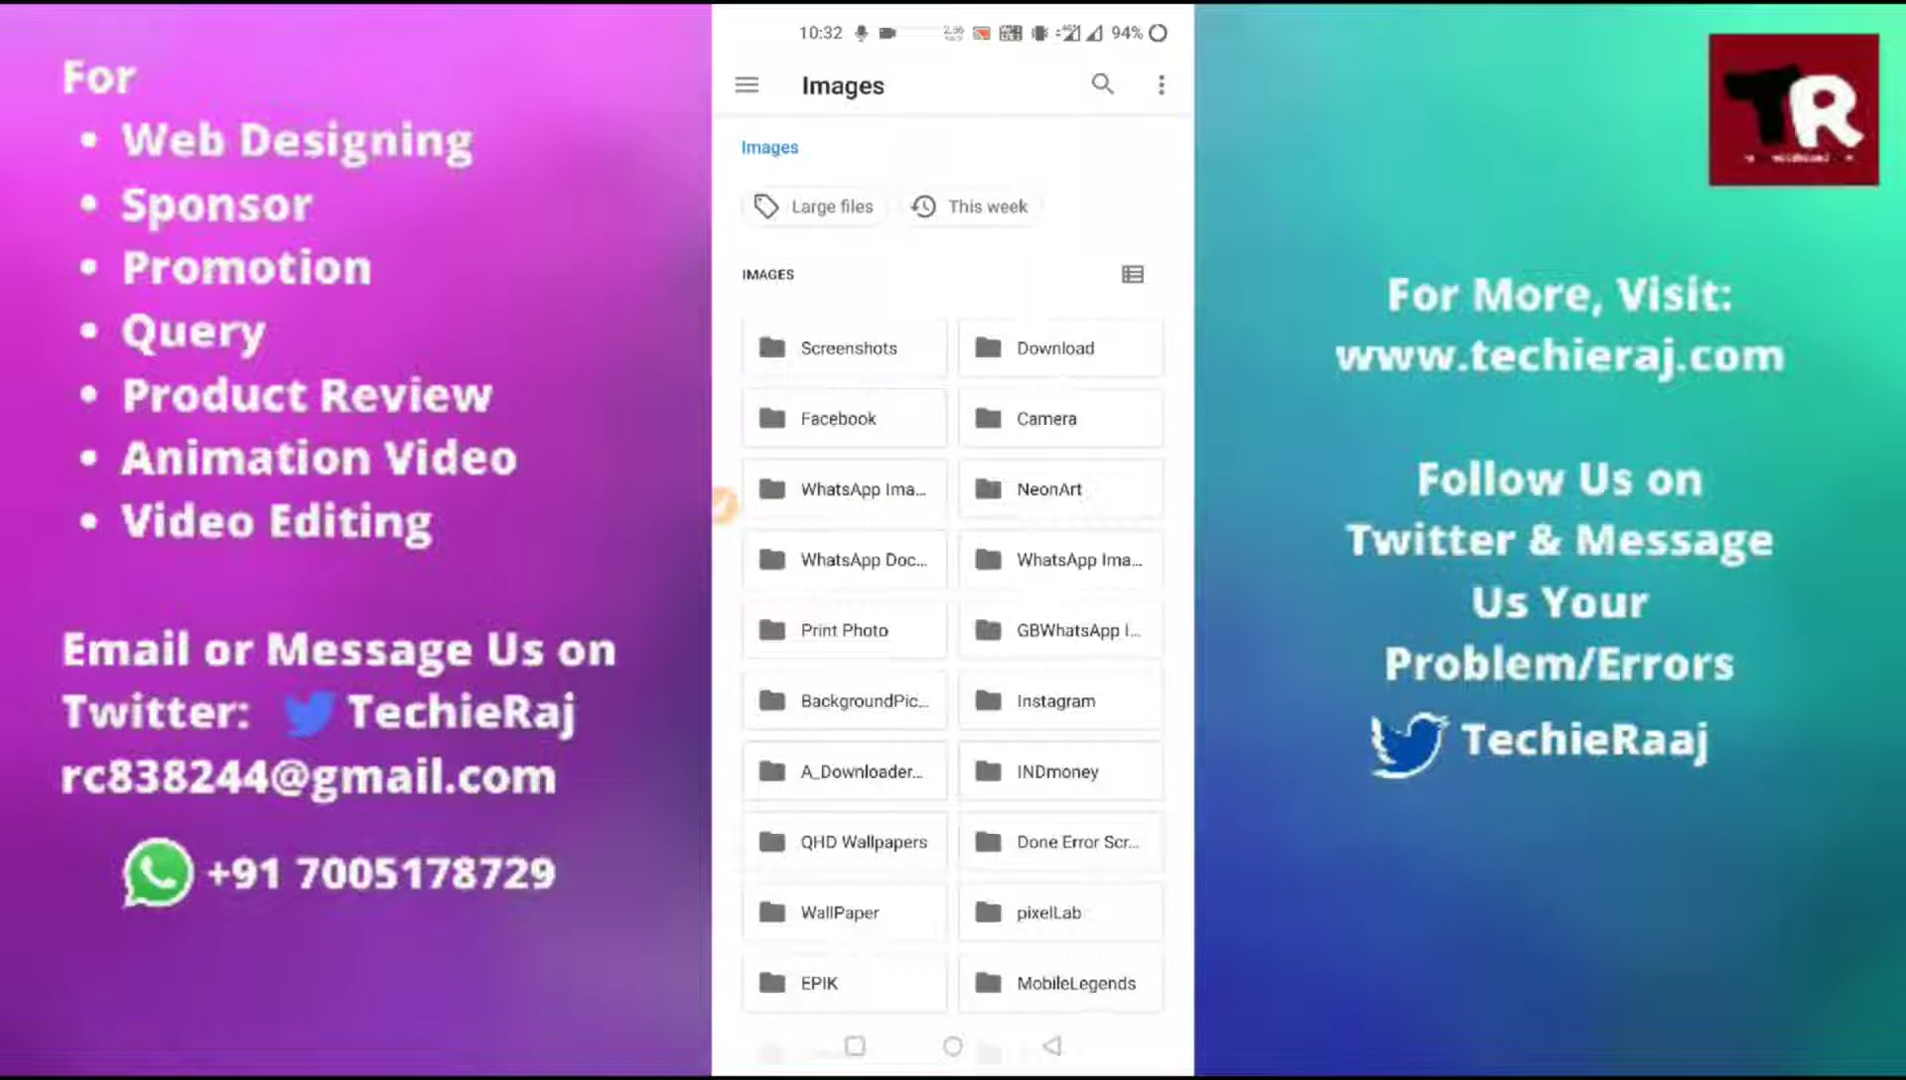 For
• Web Designing
• Sponsor
• Promotion
• Query
• Product Review
• Animation Video
• Video Editing
Email or Message Us on
Twitter: TechieRaj
rc838244@gmail.com
+91 7005178729
10:32 94%
Images
Images
Large files This week
IMAGES
Screenshots Download
Facebook Camera
WhatsApp Ima... NeonArt
WhatsApp Doc... WhatsApp Ima...
Print Photo GBWhatsApp I...
BackgroundPic... Instagram
A_Downloader... INDmoney
QHD Wallpapers Done Error Scr...
WallPaper pixelLab
EPIK MobileLegends
TR
For More, Visit:
www.techieraj.com
Follow Us on
Twitter & Message
Us Your
Problem/Errors
TechieRaaj